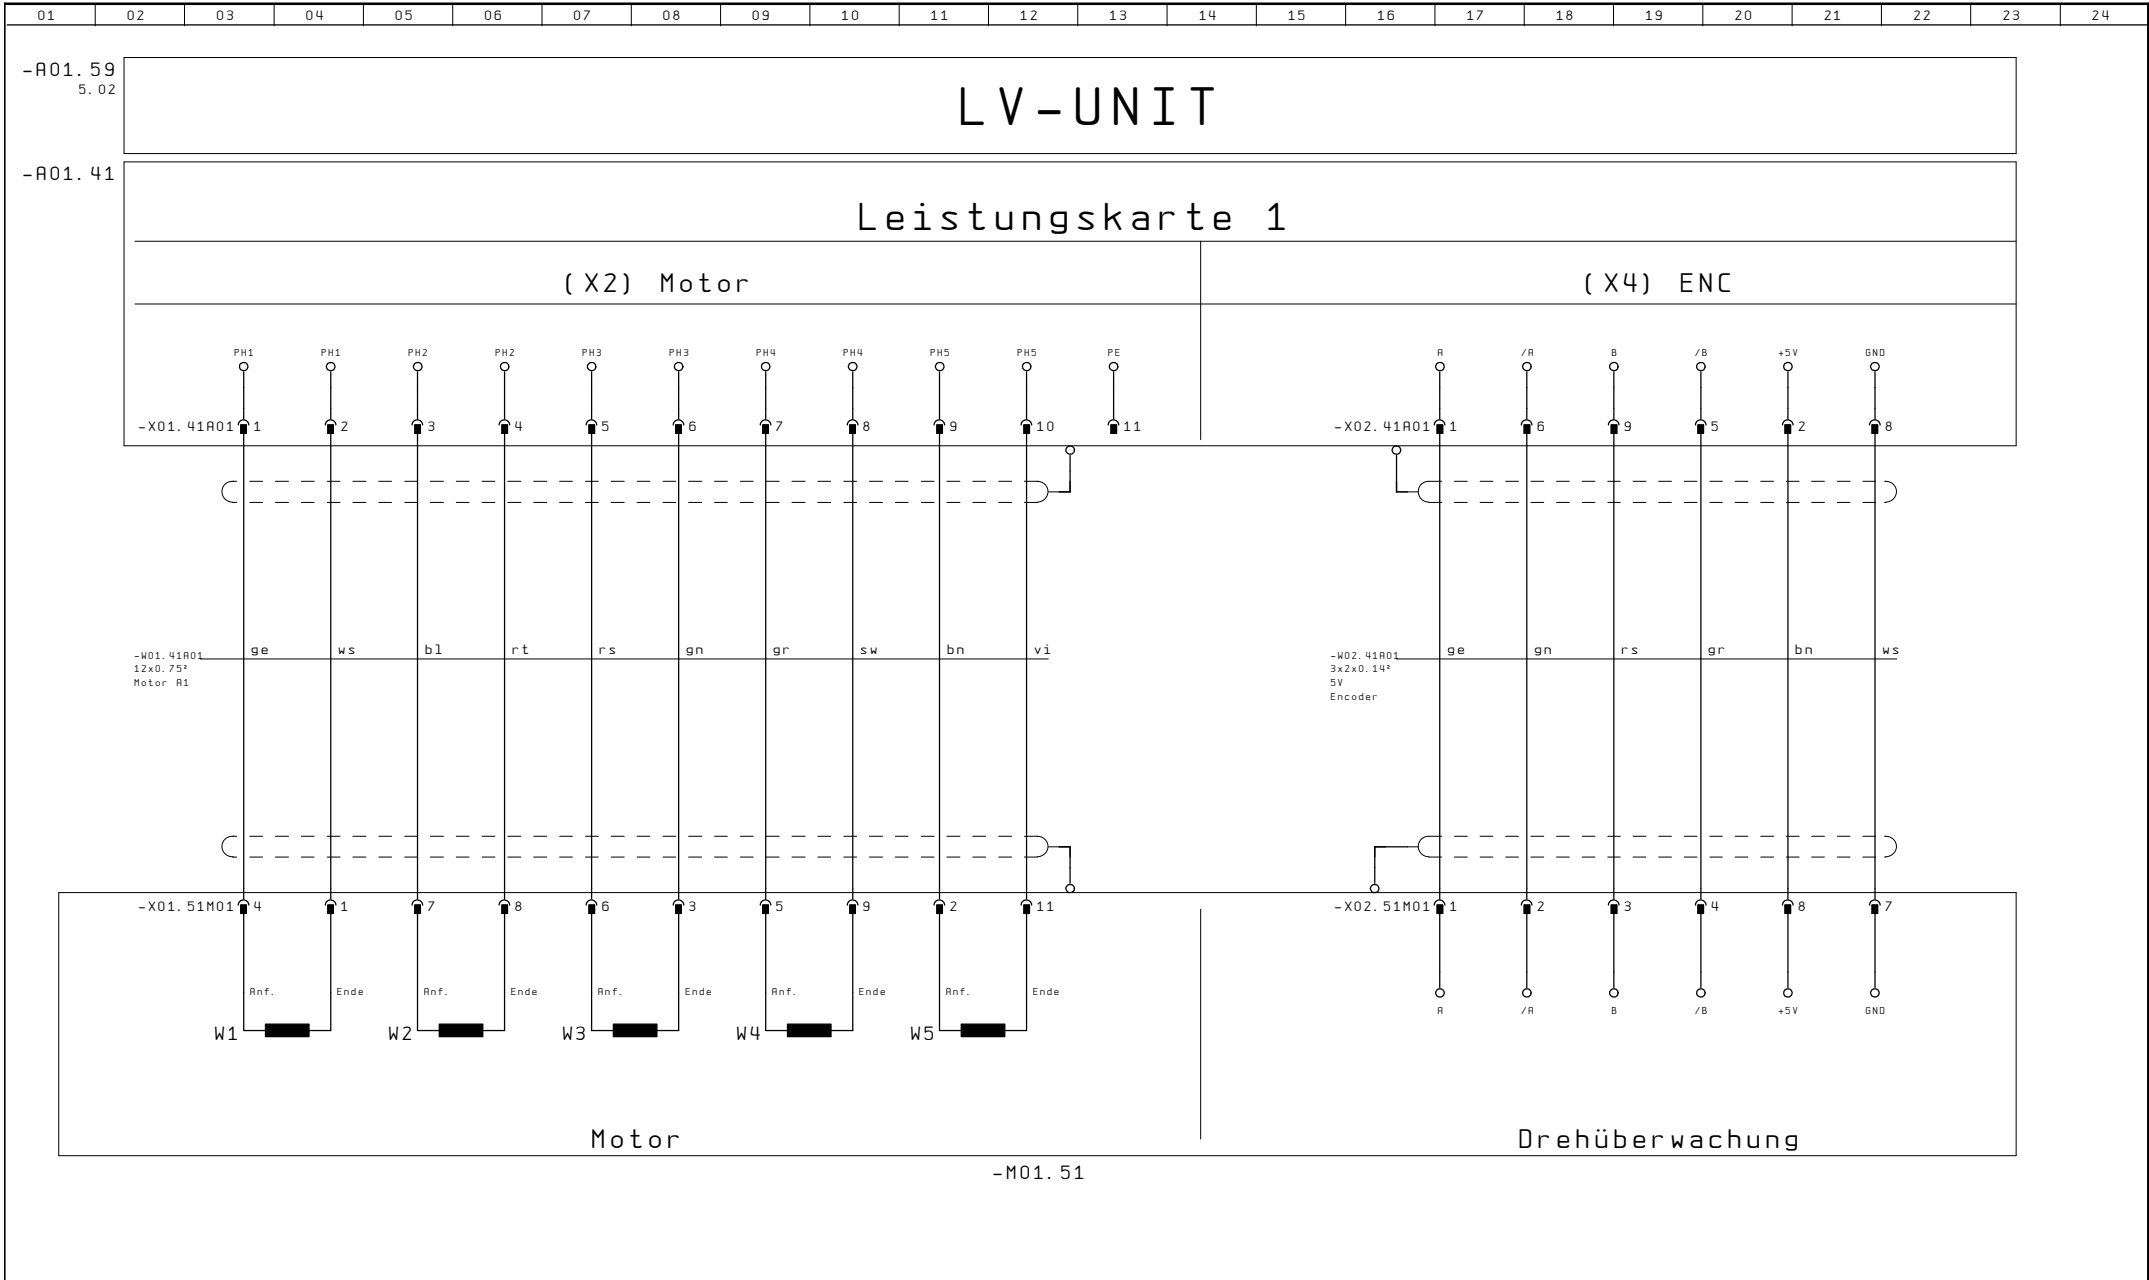 01 02 03 04 05 06 07 08 09 10 11 12 13 14 15 16 17 18 19 20 21 22 23 24
-A01.59
5.02
LV-UNIT
-A01.41
Leistungskarte 1
(X2) Motor (X4) ENC
PH1 PH1 PH2 PH2 PH3 PH3 PH4 PH4 PH5 PH5 PE A /A B /B +5V GND
-X01.41A01 1 2 3 4 5 6 7 8 9 10 11 -X02.41A01 1 6 9 5 2 8
ge ws bl rt rs gn gr sw bn vi ge gn rs gr bn ws
-W01.41A01
12x0.75²
Motor A1
-W02.41A01
3x2x0.14²
5V
Encoder
-X01.51M01 4 1 7 8 6 3 5 9 2 11 -X02.51M01 1 2 3 4 8 7
Anf. Ende Anf. Ende Anf. Ende Anf. Ende Anf. Ende
A /A B /B +5V GND
W1 W2 W3 W4 W5
Motor Drehüberwachung
-M01.51